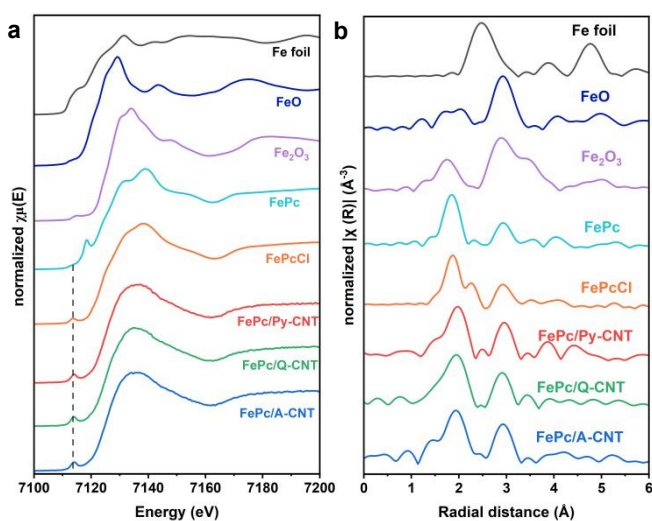 a
Fe foil
FeO
Fe₂O₃
FePc
FePcCl
FePc/Py-CNT
FePc/Q-CNT
FePc/A-CNT
normalized χμ(E)
7100 7120 7140 7160 7180 7200
Energy (eV)
b
Fe foil
FeO
Fe₂O₃
FePc
FePcCl
FePc/Py-CNT
FePc/Q-CNT
FePc/A-CNT
normalized |χ (R)| (Å⁻³)
0 1 2 3 4 5 6
Radial distance (Å)